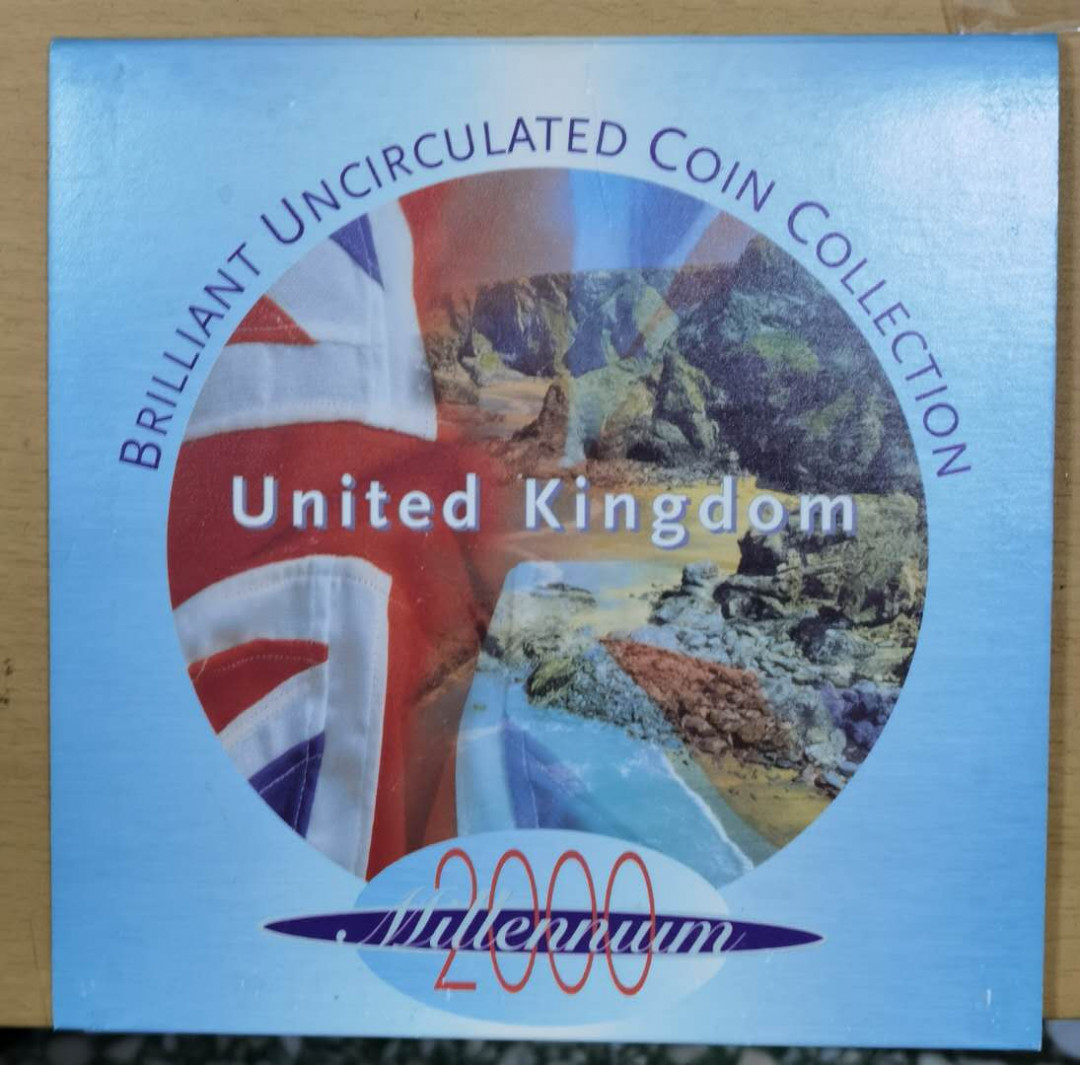 BRILLIANT UNCIRCULATED COIN COLLECTION
United Kingdom
2000
Millennium